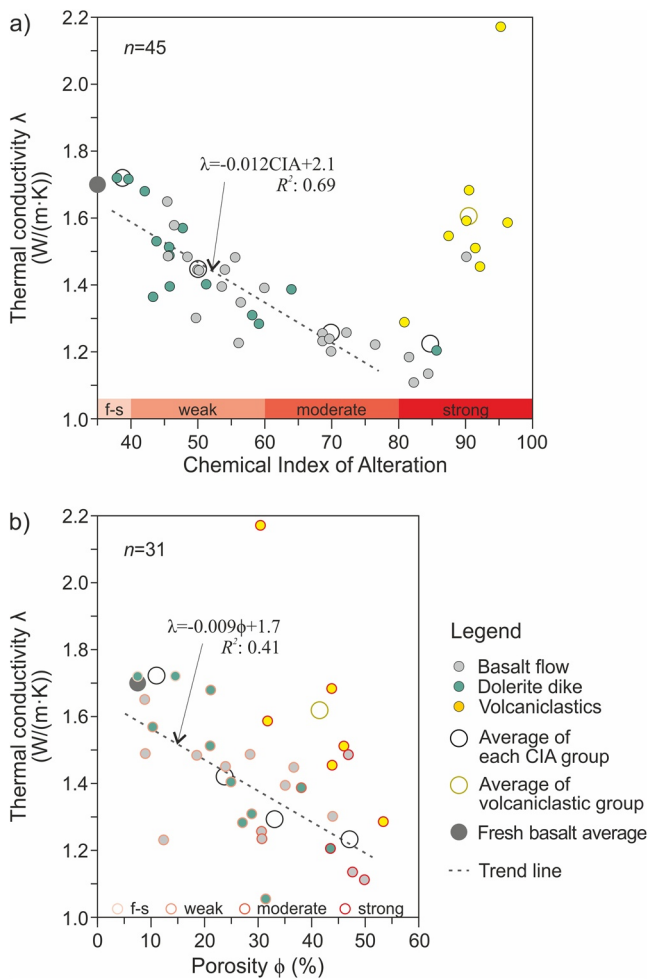 a)
n=45
2.2
2.0
1.8
1.6
1.4
1.2
1.0
Thermal conductivity λ
(W/(m·K))
λ=-0.012CIA+2.1
R²: 0.69
f-s weak moderate strong
40 50 60 70 80 90 100
Chemical Index of Alteration
b)
n=31
2.2
2.0
1.8
1.6
1.4
1.2
1.0
Thermal conductivity λ
(W/(m·K))
λ=-0.009ϕ+1.7
R²: 0.41
f-s weak moderate strong
0 10 20 30 40 50 60
Porosity ϕ (%)
Legend
Basalt flow
Dolerite dike
Volcaniclastics
Average of
each CIA group
Average of
volcaniclastic group
Fresh basalt average
Trend line